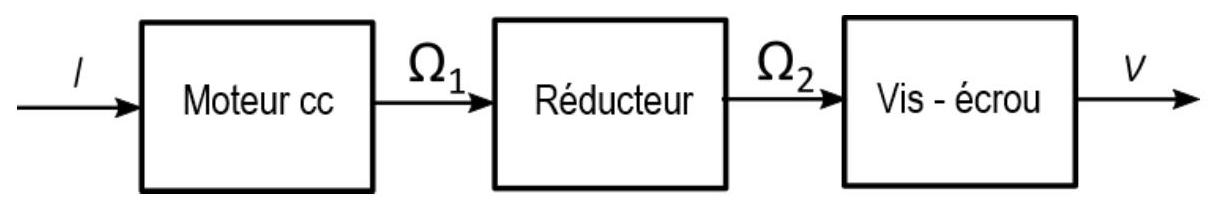 I
Moteur cc
Ω₁
Réducteur
Ω₂
Vis - écrou
V